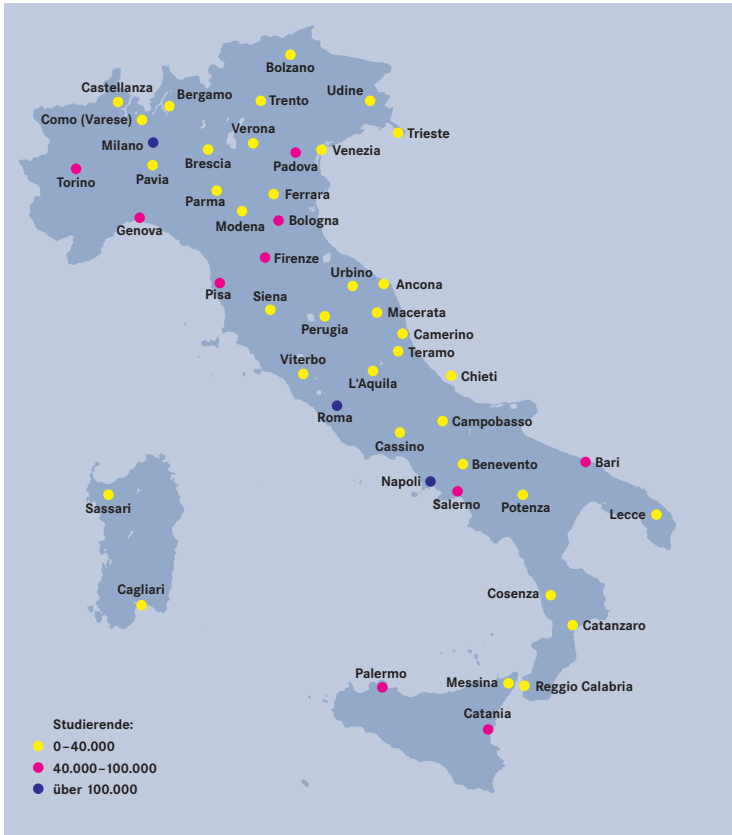 Bolzano
Castellanza
Bergamo
Udine
Trento
Como (Varese)
Verona
Trieste
Milano
Venezia
Brescia
Padova
Torino
Pavia
Parma
Ferrara
Modena
Bologna
Genova
Firenze
Urbino
Ancona
Pisa
Siena
Macerata
Perugia
Camerino
Teramo
Viterbo
L'Aquila
Chieti
Roma
Campobasso
Cassino
Benevento
Bari
Napoli
Salerno
Potenza
Sassari
Lecce
Cagliari
Cosenza
Catanzaro
Palermo
Messina
Reggio Calabria
Catania
Studierende:
0–40.000
40.000–100.000
über 100.000